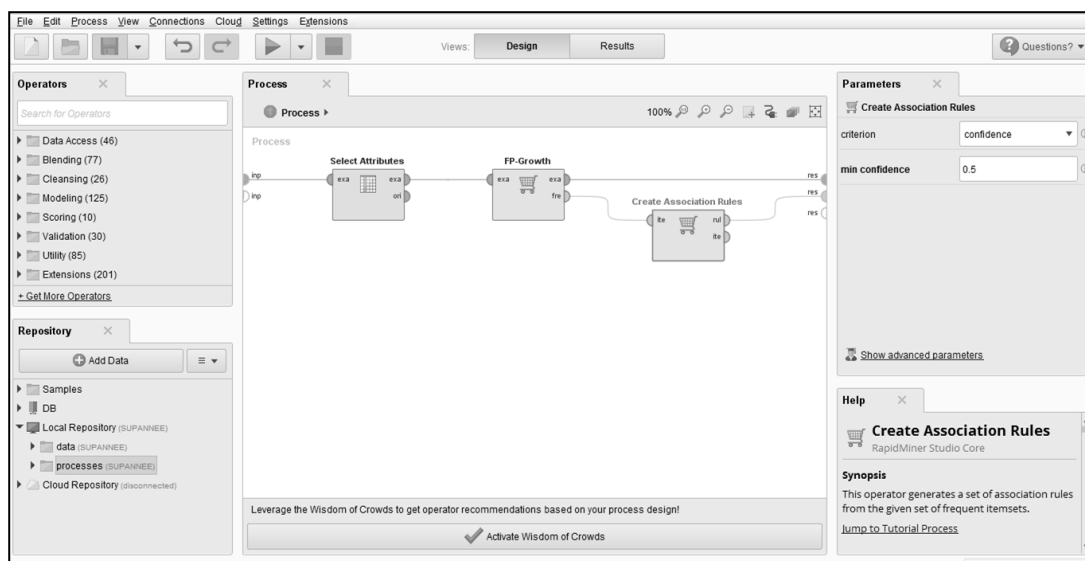 File Edit Process View Connections Cloud Settings Extensions
Views: Design Results Questions?
Operators
Search for Operators
Data Access (46)
Blending (77)
Cleansing (26)
Modeling (125)
Scoring (10)
Validation (30)
Utility (85)
Extensions (201)
+ Get More Operators
Repository
Add Data
Samples
DB
Local Repository (SUPANNEE)
data (SUPANNEE)
processes (SUPANNEE)
Cloud Repository (disconnected)
Process
Process
100%
Process
inp
inp
Select Attributes
exa exa
ori
FP-Growth
exa exa
fre
Create Association Rules
ite rul
ite
res
res
res
Leverage the Wisdom of Crowds to get operator recommendations based on your process design!
Activate Wisdom of Crowds
Parameters
Create Association Rules
criterion confidence
min confidence 0.5
Show advanced parameters
Help
Create Association Rules
RapidMiner Studio Core
Synopsis
This operator generates a set of association rules
from the given set of frequent itemsets.
Jump to Tutorial Process